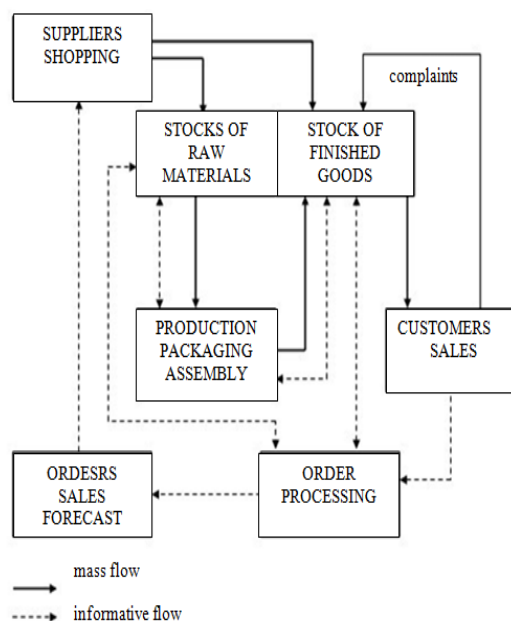 SUPPLIERS
SHOPPING
complaints
STOCKS OF
RAW
MATERIALS
STOCK OF
FINISHED
GOODS
PRODUCTION
PACKAGING
ASSEMBLY
CUSTOMERS
SALES
ORDESRS
SALES
FORECAST
ORDER
PROCESSING
mass flow
informative flow